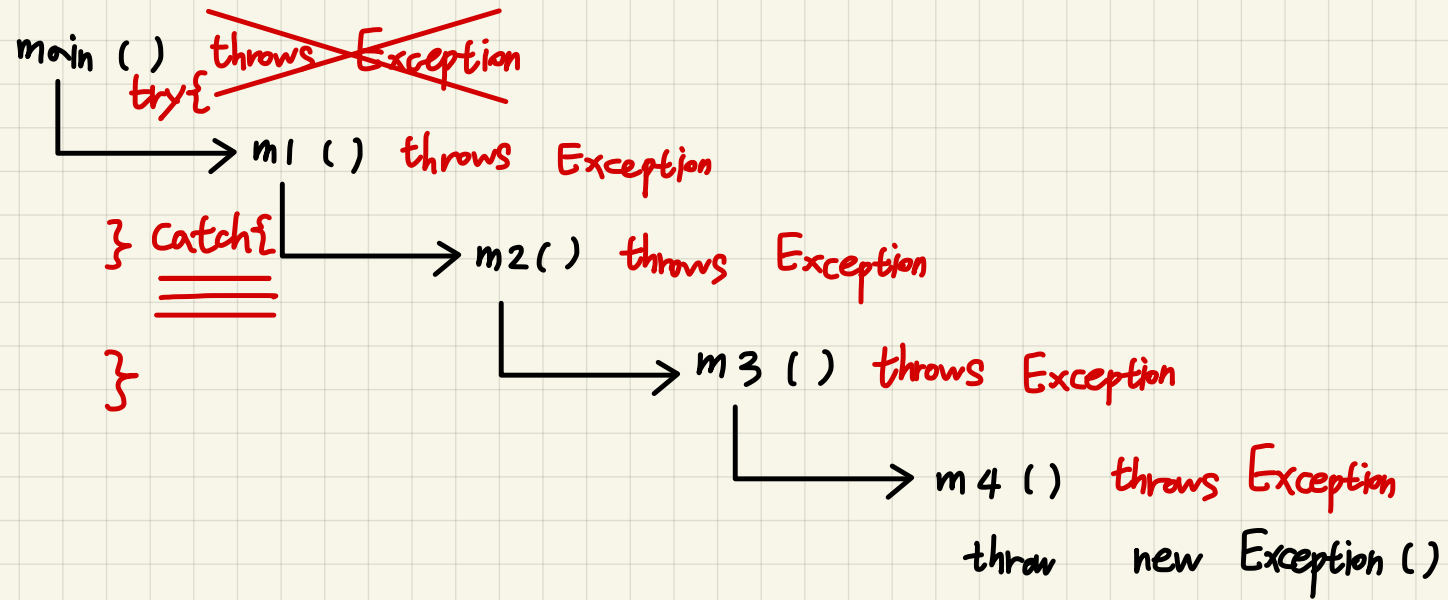 main () throws Exception
try{
m1 () throws Exception
} catch{
m2 () throws Exception
m3 () throws Exception
}
m4 () throws Exception
throw new Exception ()